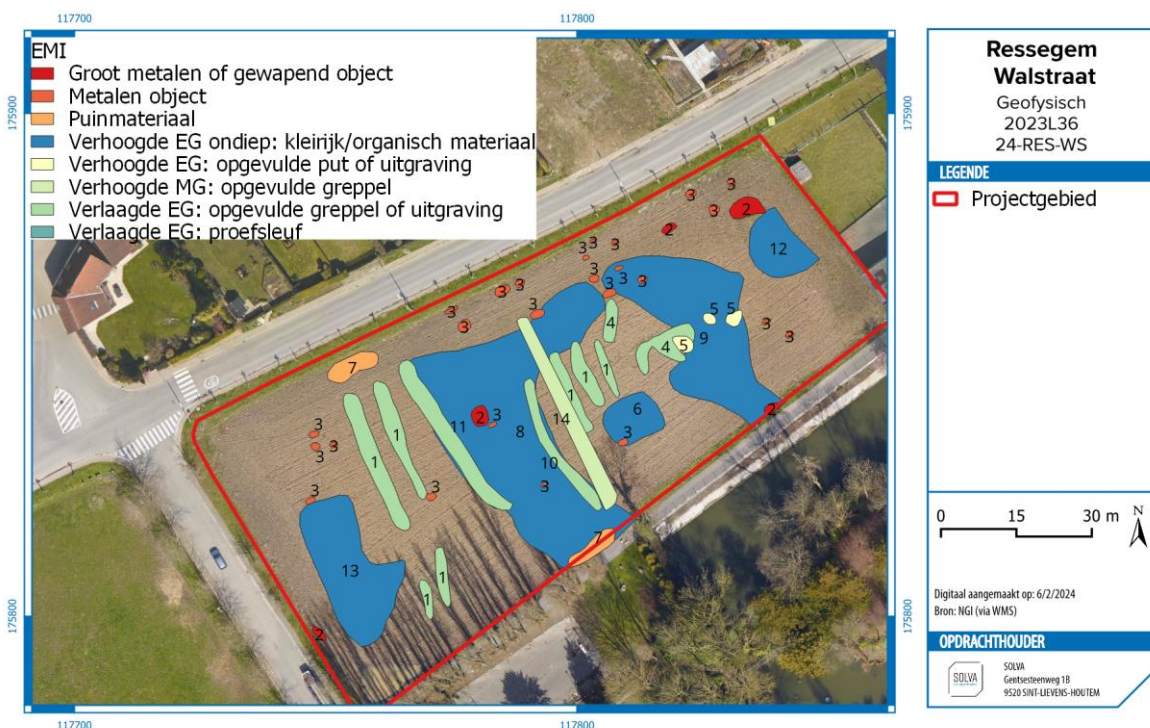 117700
117800
EMI
Groot metalen of gewapend object
Metalen object
Puinmateriaal
Verhoogde EG ondiep: kleirijk/organisch materiaal
Verhoogde EG: opgevulde put of uitgraving
Verhoogde MG: opgevulde greppel
Verlaagde EG: opgevulde greppel of uitgraving
Verlaagde EG: proefsleuf
175900
175900
3
3
3
2
2
12
3
3
3
3
3
3
3
3
3
3
3
3
3
5
5
4
9
3
3
4
5
7
1
1
1
14
1
1
11
2
3
8
6
3
2
3
3
3
10
3
3
3
7
13
1
1
2
175800
175800
117700
117800
Ressegem
Walstraat
Geofysisch
2023L36
24-RES-WS
LEGENDE
Projectgebied
0 15 30 m
N
Digitaal aangemaakt op: 6/2/2024
Bron: NGI (via WMS)
OPDRACHTHOUDER
SOLVA
SOLVA
Gentsesteenweg 1B
9520 SINT-LIEVENS-HOUTEM